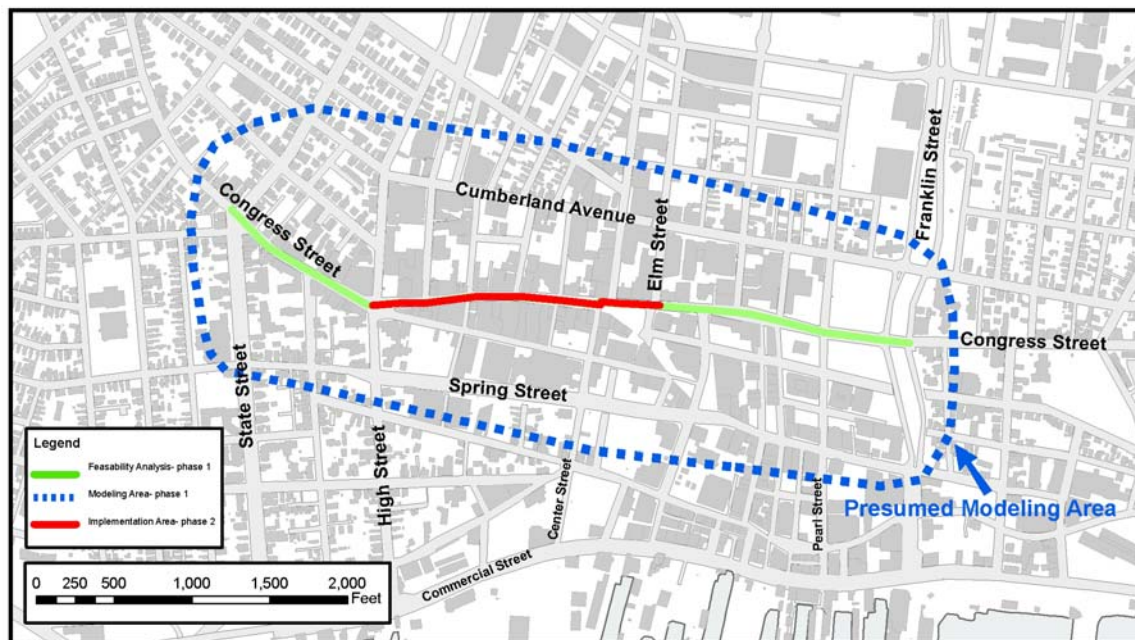 Franklin Street
Congress Street
Cumberland Avenue
Elm Street
Congress Street
Spring Street
State Street
High Street
Center Street
Pearl Street
Commercial Street
Presumed Modeling Area
Legend
Feasability Analysis- phase 1
Modeling Area- phase 1
Implementation Area- phase 2
0 250 500 1,000 1,500 2,000
Feet